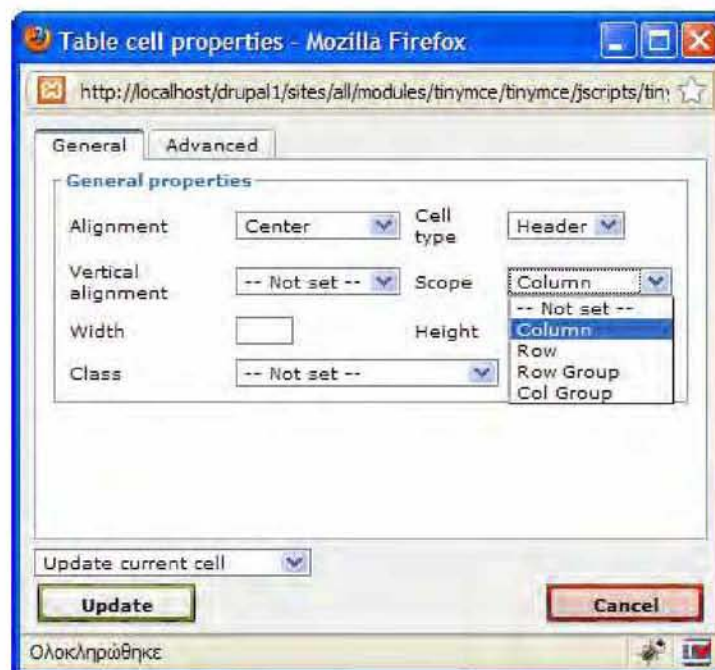 Table cell properties - Mozilla Firefox
http://localhost/drupal1/sites/all/modules/tinymce/tinymce/jscripts/tiny
General Advanced
General properties
Alignment Center Cell type Header
Vertical alignment -- Not set -- Scope Column
-- Not set --
Width Height Column
Row
Class -- Not set -- Row Group
Col Group
Update current cell
Update Cancel
Ολοκληρώθηκε